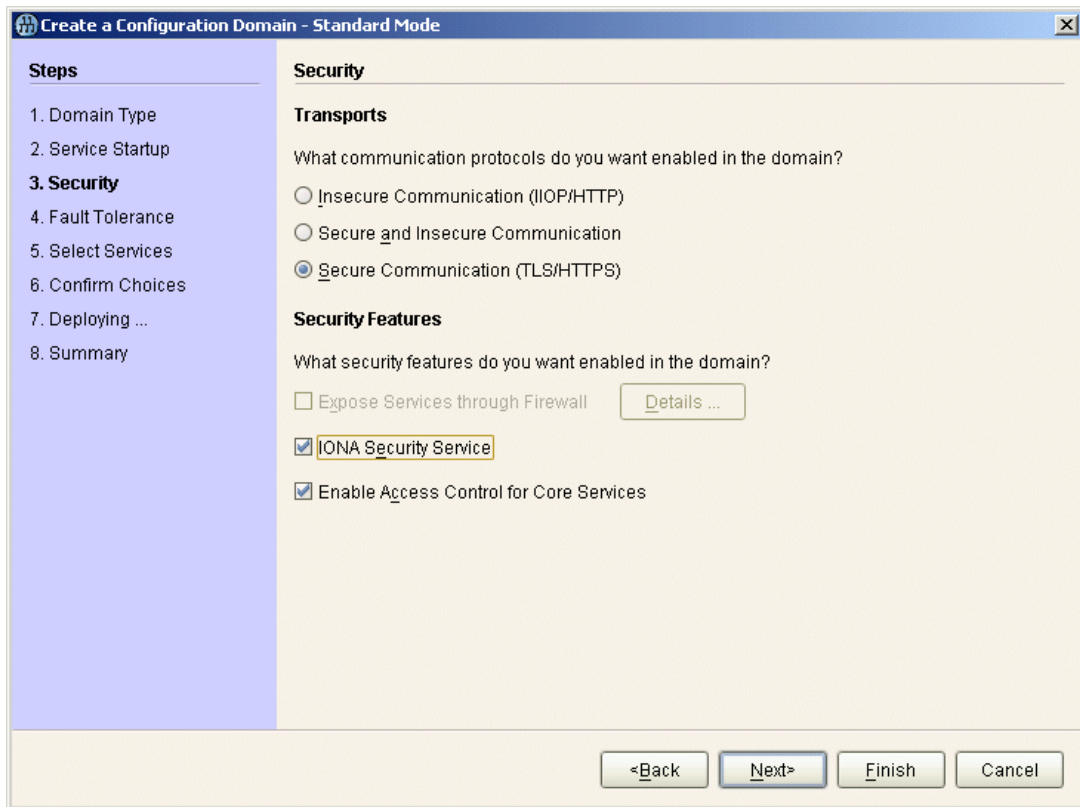 Create a Configuration Domain - Standard Mode
Steps
1. Domain Type
2. Service Startup
3. Security
4. Fault Tolerance
5. Select Services
6. Confirm Choices
7. Deploying ...
8. Summary
Security
Transports
What communication protocols do you want enabled in the domain?
Insecure Communication (IIOP/HTTP)
Secure and Insecure Communication
Secure Communication (TLS/HTTPS)
Security Features
What security features do you want enabled in the domain?
Expose Services through Firewall Details ...
IONA Security Service
Enable Access Control for Core Services
<Back Next> Finish Cancel